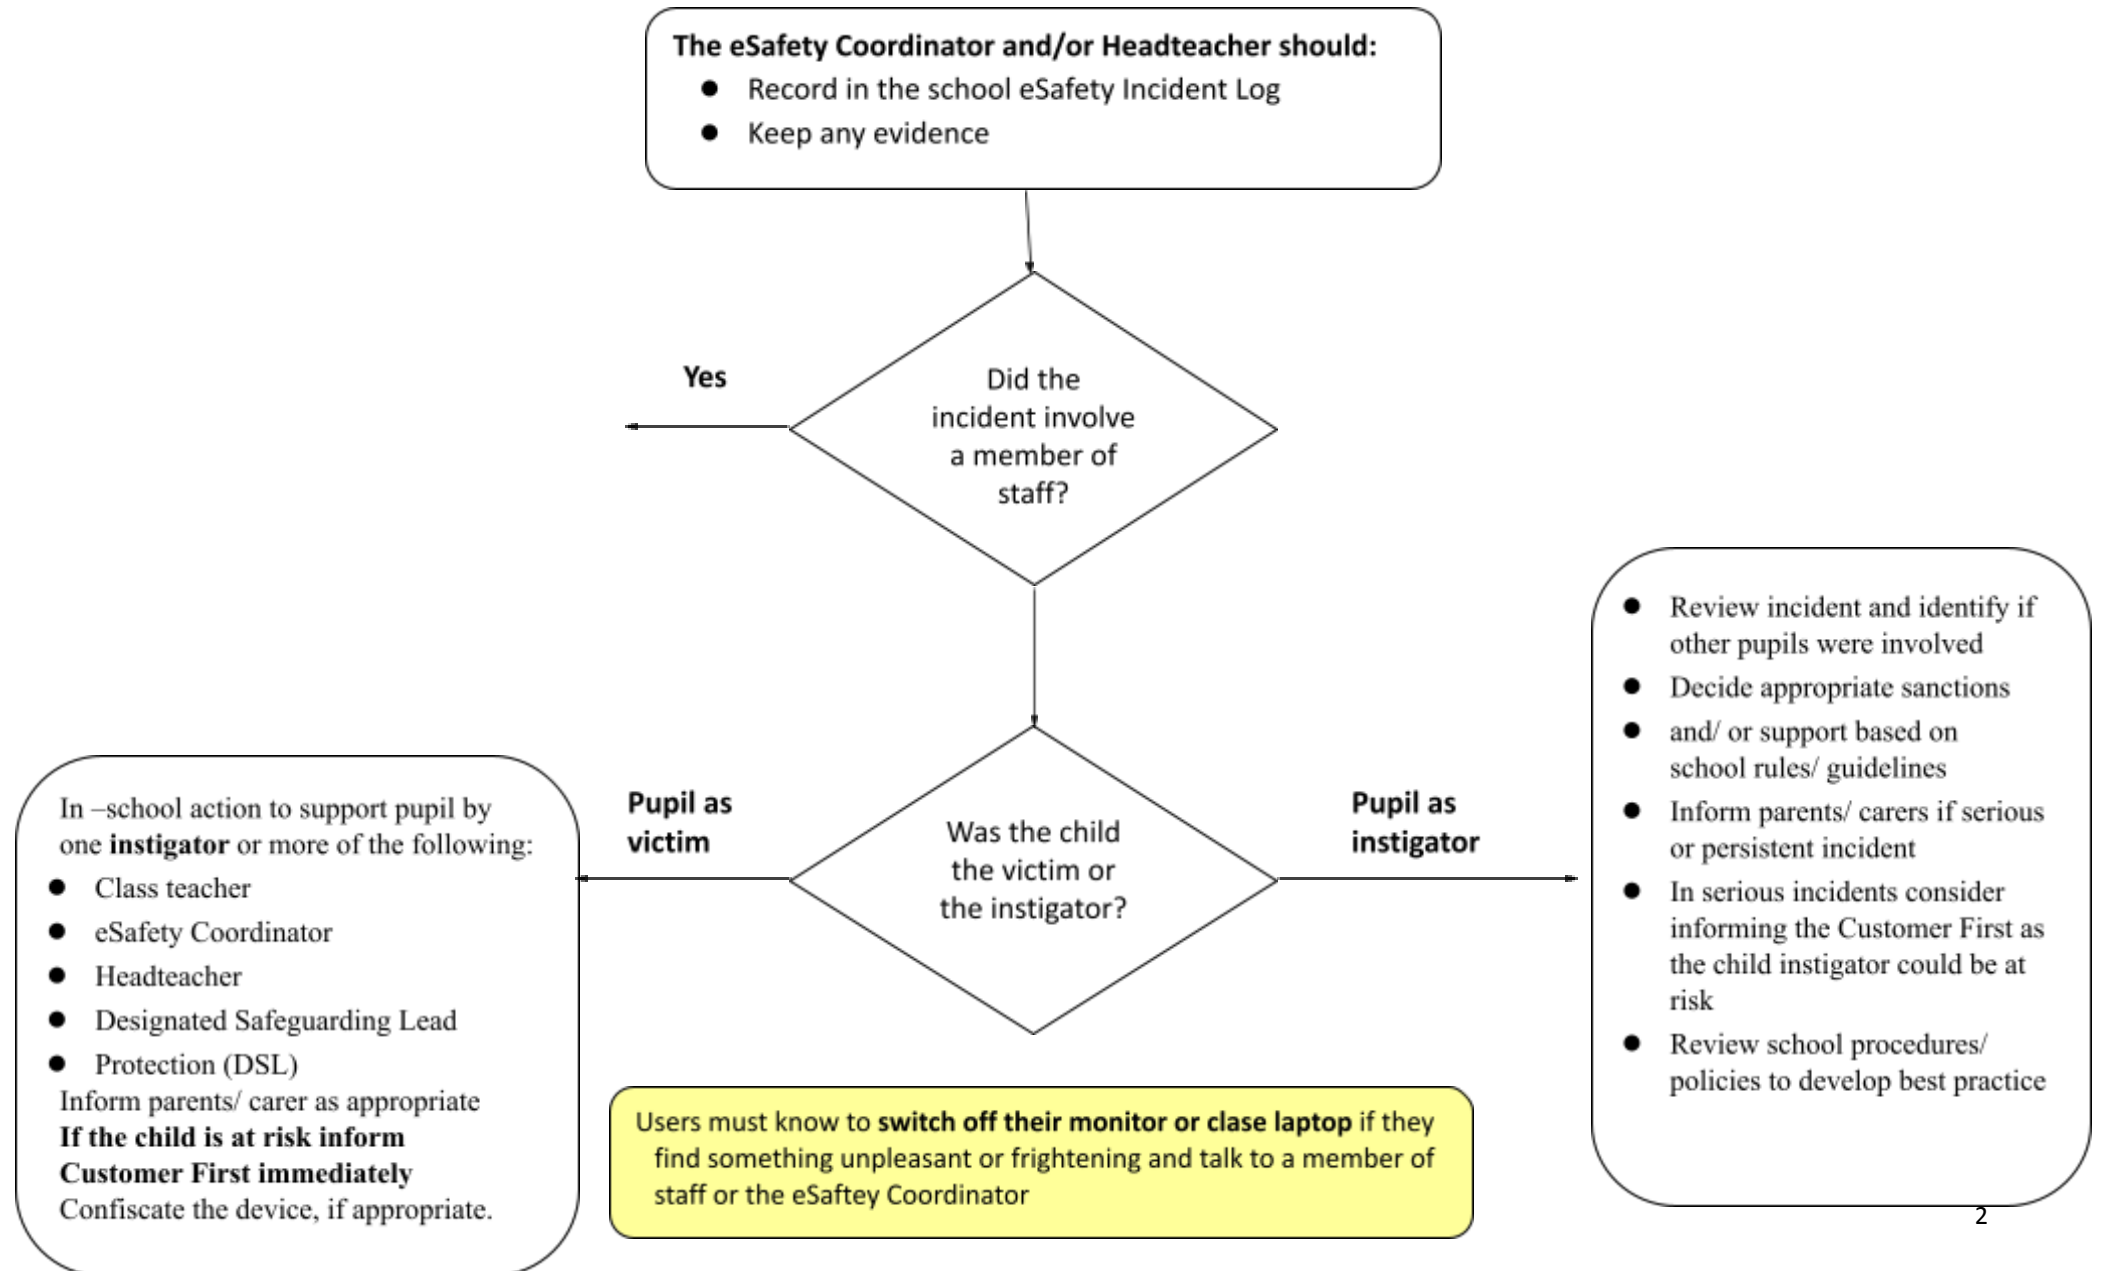 The eSafety Coordinator and/or Headteacher should:
● Record in the school eSafety Incident Log
● Keep any evidence
Yes
Did the
incident involve
a member of
staff?
Pupil as
victim
Was the child
the victim or
the instigator?
Pupil as
instigator
In –school action to support pupil by
one instigator or more of the following:
● Class teacher
● eSafety Coordinator
● Headteacher
● Designated Safeguarding Lead
● Protection (DSL)
Inform parents/ carer as appropriate
If the child is at risk inform
Customer First immediately
Confiscate the device, if appropriate.
● Review incident and identify if
other pupils were involved
● Decide appropriate sanctions
● and/ or support based on
school rules/ guidelines
● Inform parents/ carers if serious
or persistent incident
● In serious incidents consider
informing the Customer First as
the child instigator could be at
risk
● Review school procedures/
policies to develop best practice
Users must know to switch off their monitor or clase laptop if they
find something unpleasant or frightening and talk to a member of
staff or the eSaftey Coordinator
2